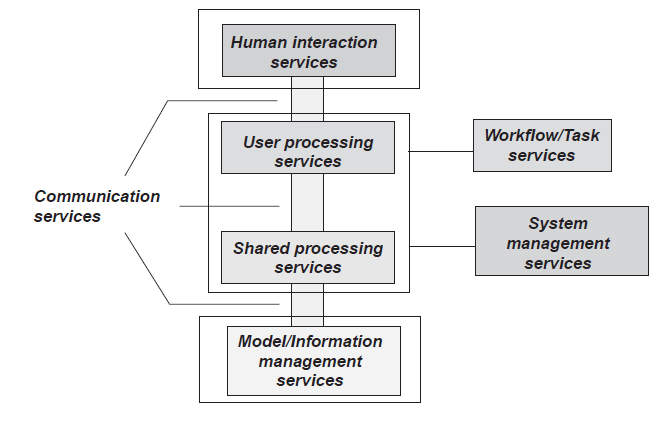 Human interaction
services
User processing
services
Workflow/Task
services
Communication
services
System
management
services
Shared processing
services
Model/Information
management
services